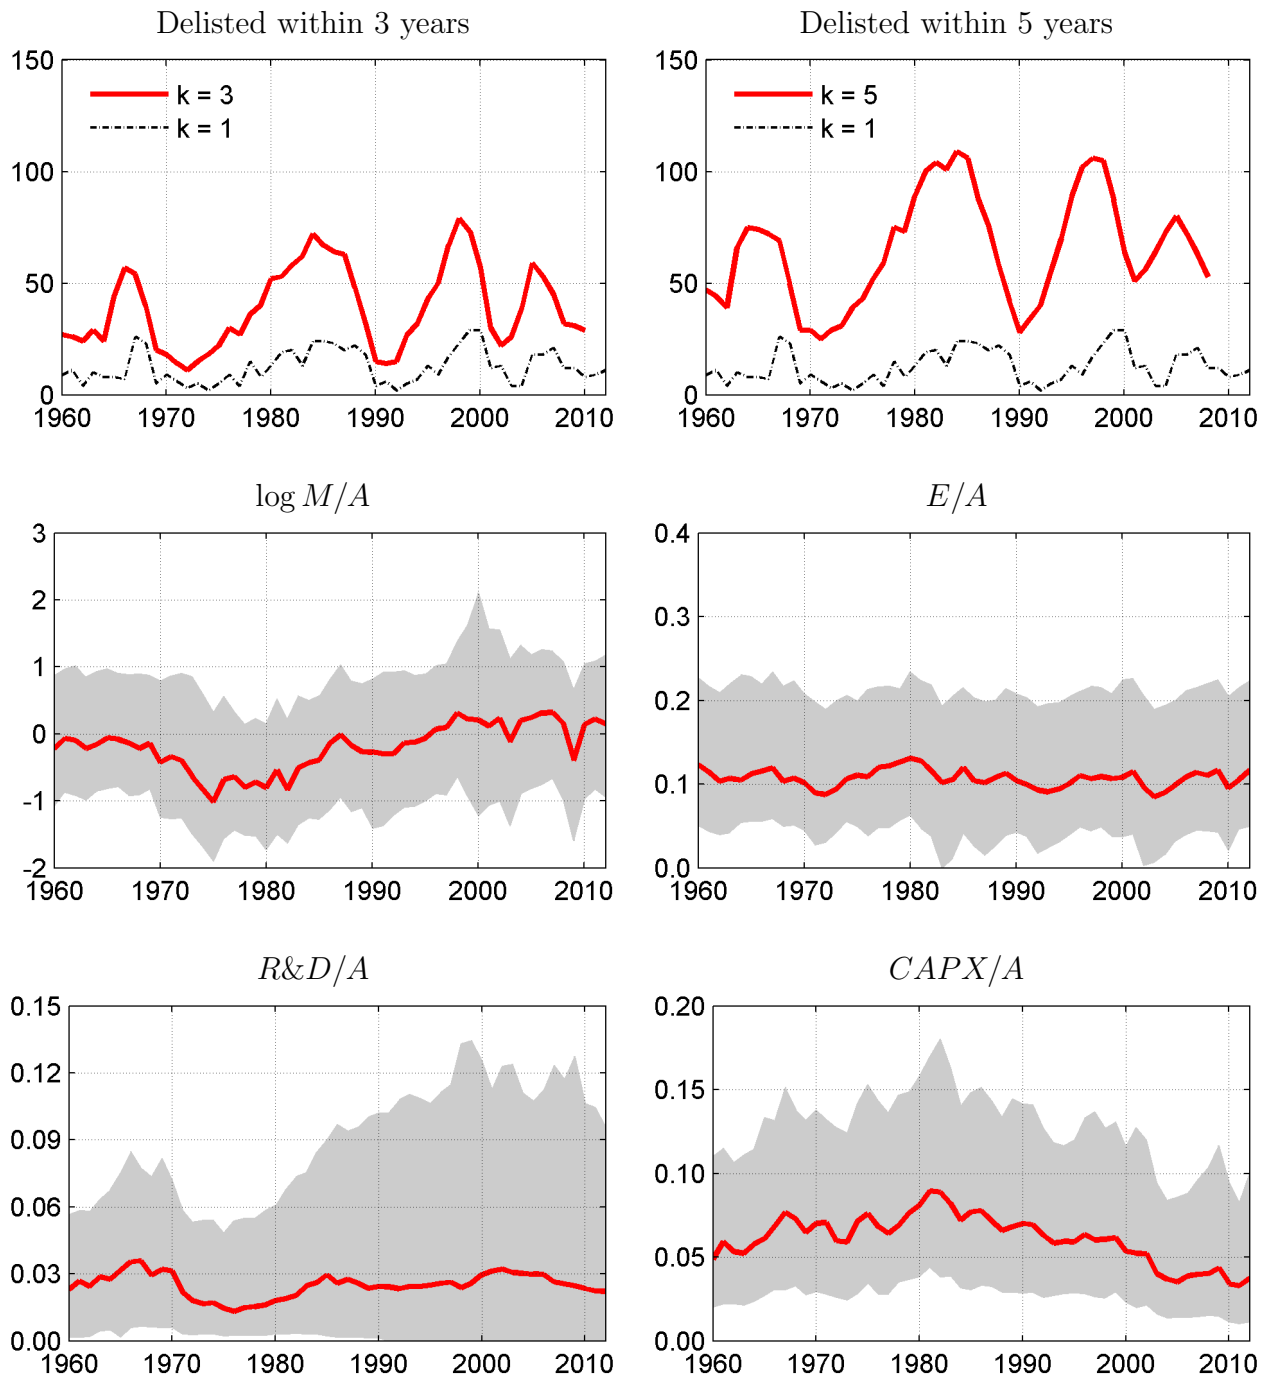 Delisted within 3 years
Delisted within 5 years
150
100
50
0
k = 3
k = 1
1960 1970 1980 1990 2000 2010
150
100
50
0
k = 5
k = 1
1960 1970 1980 1990 2000 2010
log M/A
E/A
3
2
1
0
-1
-2
1960 1970 1980 1990 2000 2010
0.4
0.3
0.2
0.1
0.0
1960 1970 1980 1990 2000 2010
R&D/A
CAPX/A
0.15
0.12
0.09
0.06
0.03
0.00
1960 1970 1980 1990 2000 2010
0.20
0.15
0.10
0.05
0.00
1960 1970 1980 1990 2000 2010